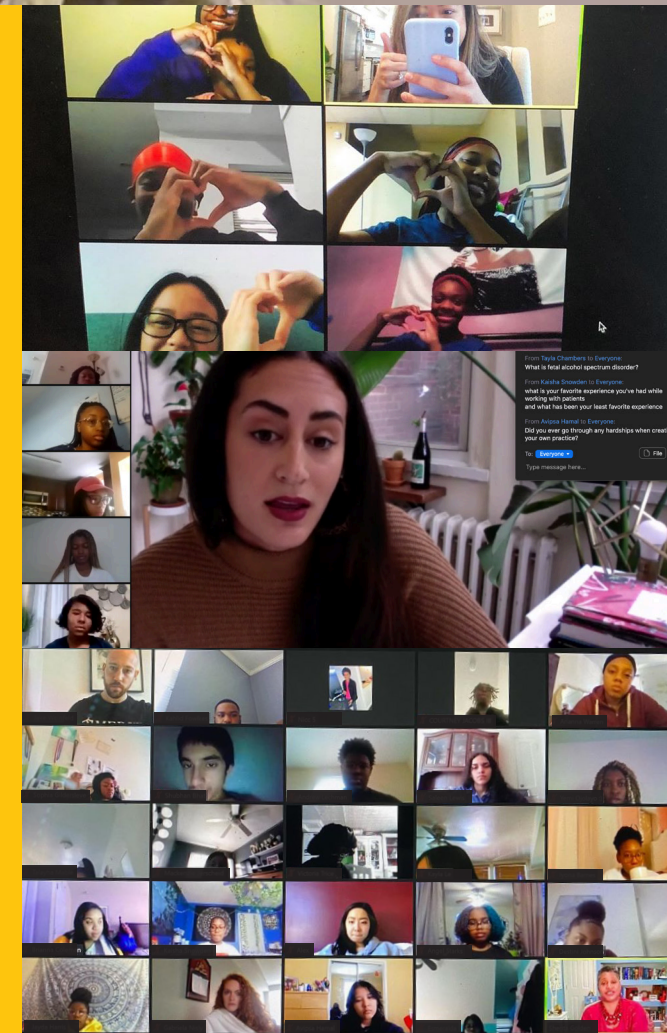 From Tayla Chambers to Everyone:
What is fetal alcohol spectrum disorder?
From Kaisha Snowden to Everyone:
what is your favorite experience you've had while
working with patients
and what has been your least favorite experience
From Avipsa Hamal to Everyone:
Did you ever go through any hardships when creat
your own practice?
To: Everyone
File
Type message here...